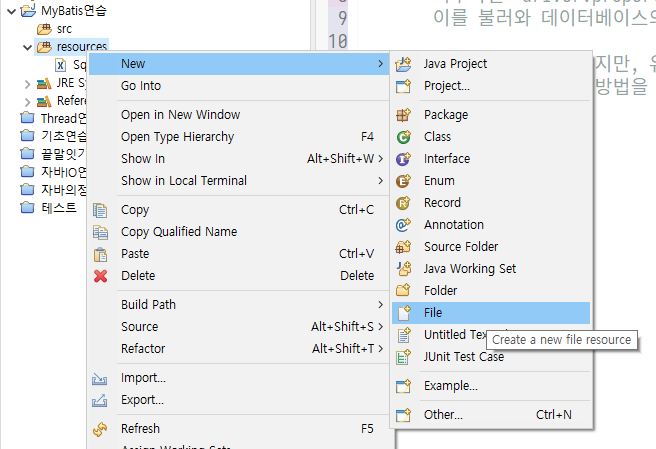 MyBatis연습
src
resources
Sq
JRE Sy
Refere
Thread연
기초연습
끝말잇기
자바IO연
자바의정
테스트
8
9
10
이를 불러와 데이터베이스의
지만, 유
방법을
New
Go Into
Open in New Window
Open Type Hierarchy F4
Show In Alt+Shift+W
Show in Local Terminal
Copy Ctrl+C
Copy Qualified Name
Paste Ctrl+V
Delete Delete
Build Path
Source Alt+Shift+S
Refactor Alt+Shift+T
Import...
Export...
Refresh F5
Assign Working Sets
Java Project
Project...
Package
Class
Interface
Enum
Record
Annotation
Source Folder
Java Working Set
Folder
File
Untitled Tex
Create a new file resource
JUnit Test Case
Example...
Other... Ctrl+N